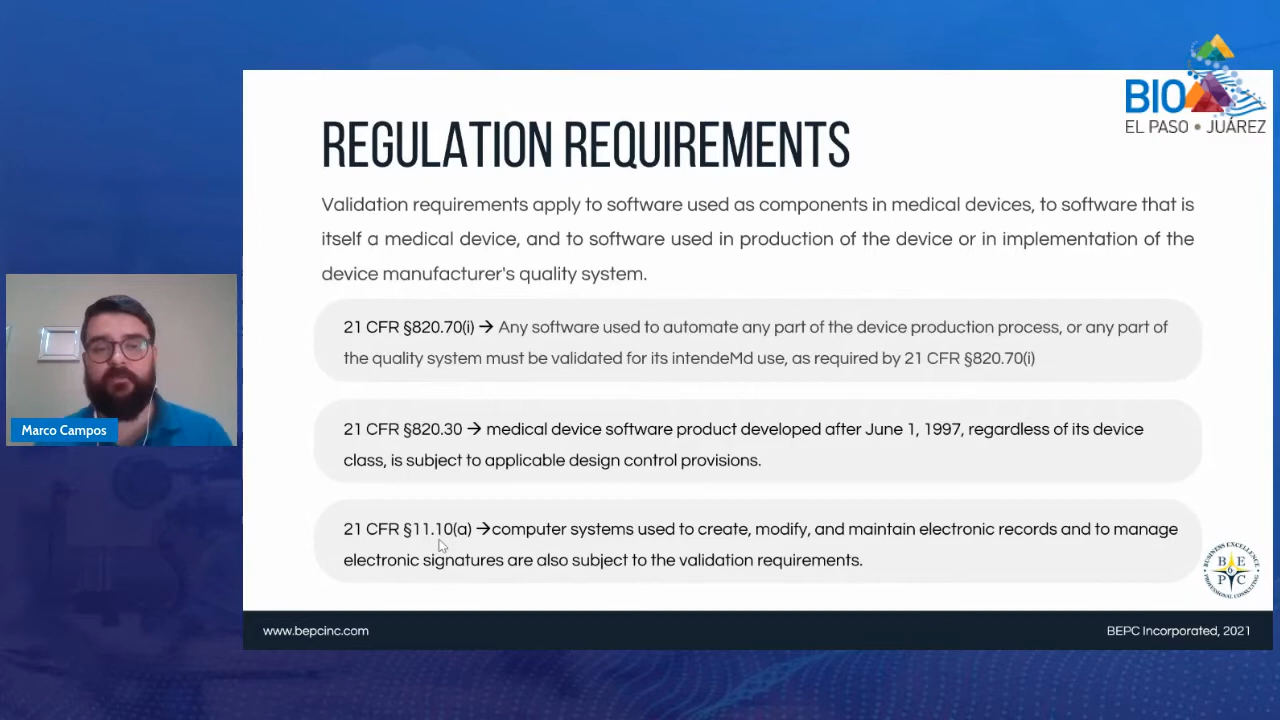 BIO
EL PASO • JUÁREZ
REGULATION REQUIREMENTS
Validation requirements apply to software used as components in medical devices, to software that is
itself a medical device, and to software used in production of the device or in implementation of the
device manufacturer's quality system.
21 CFR §820.70(i) → Any software used to automate any part of the device production process, or any part of
the quality system must be validated for its intendeMd use, as required by 21 CFR §820.70(i)
21 CFR §820.30 → medical device software product developed after June 1, 1997, regardless of its device
class, is subject to applicable design control provisions.
21 CFR §11.10(a) →computer systems used to create, modify, and maintain electronic records and to manage
electronic signatures are also subject to the validation requirements.
Marco Campos
BUSINESS EXCELLENCE
B E
6
P C
PROFESSIONAL CONSULTING
www.bepcinc.com
BEPC Incorporated, 2021